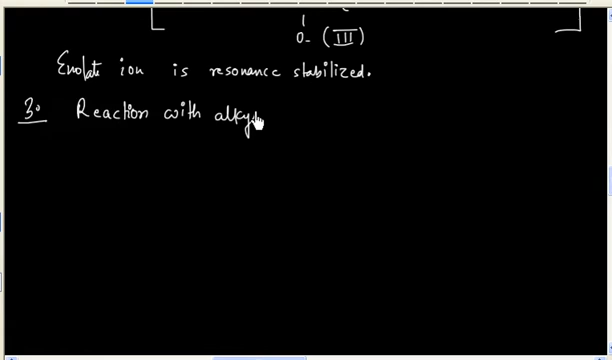 O- (III)
Enolate ion is resonance stabilized.
3. Reaction with alky